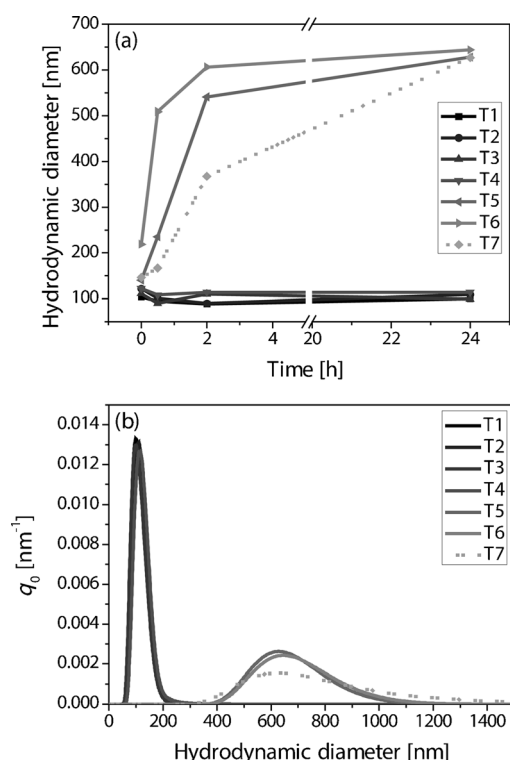 (a)
Hydrodynamic diameter [nm]
700
600
500
400
300
200
100
T1
T2
T3
T4
T5
T6
T7
0 2 4 20 22 24
Time [h]
(b)
q0 [nm-1]
0.014
0.012
0.010
0.008
0.006
0.004
0.002
0.000
T1
T2
T3
T4
T5
T6
T7
0 200 400 600 800 1000 1200 1400
Hydrodynamic diameter [nm]